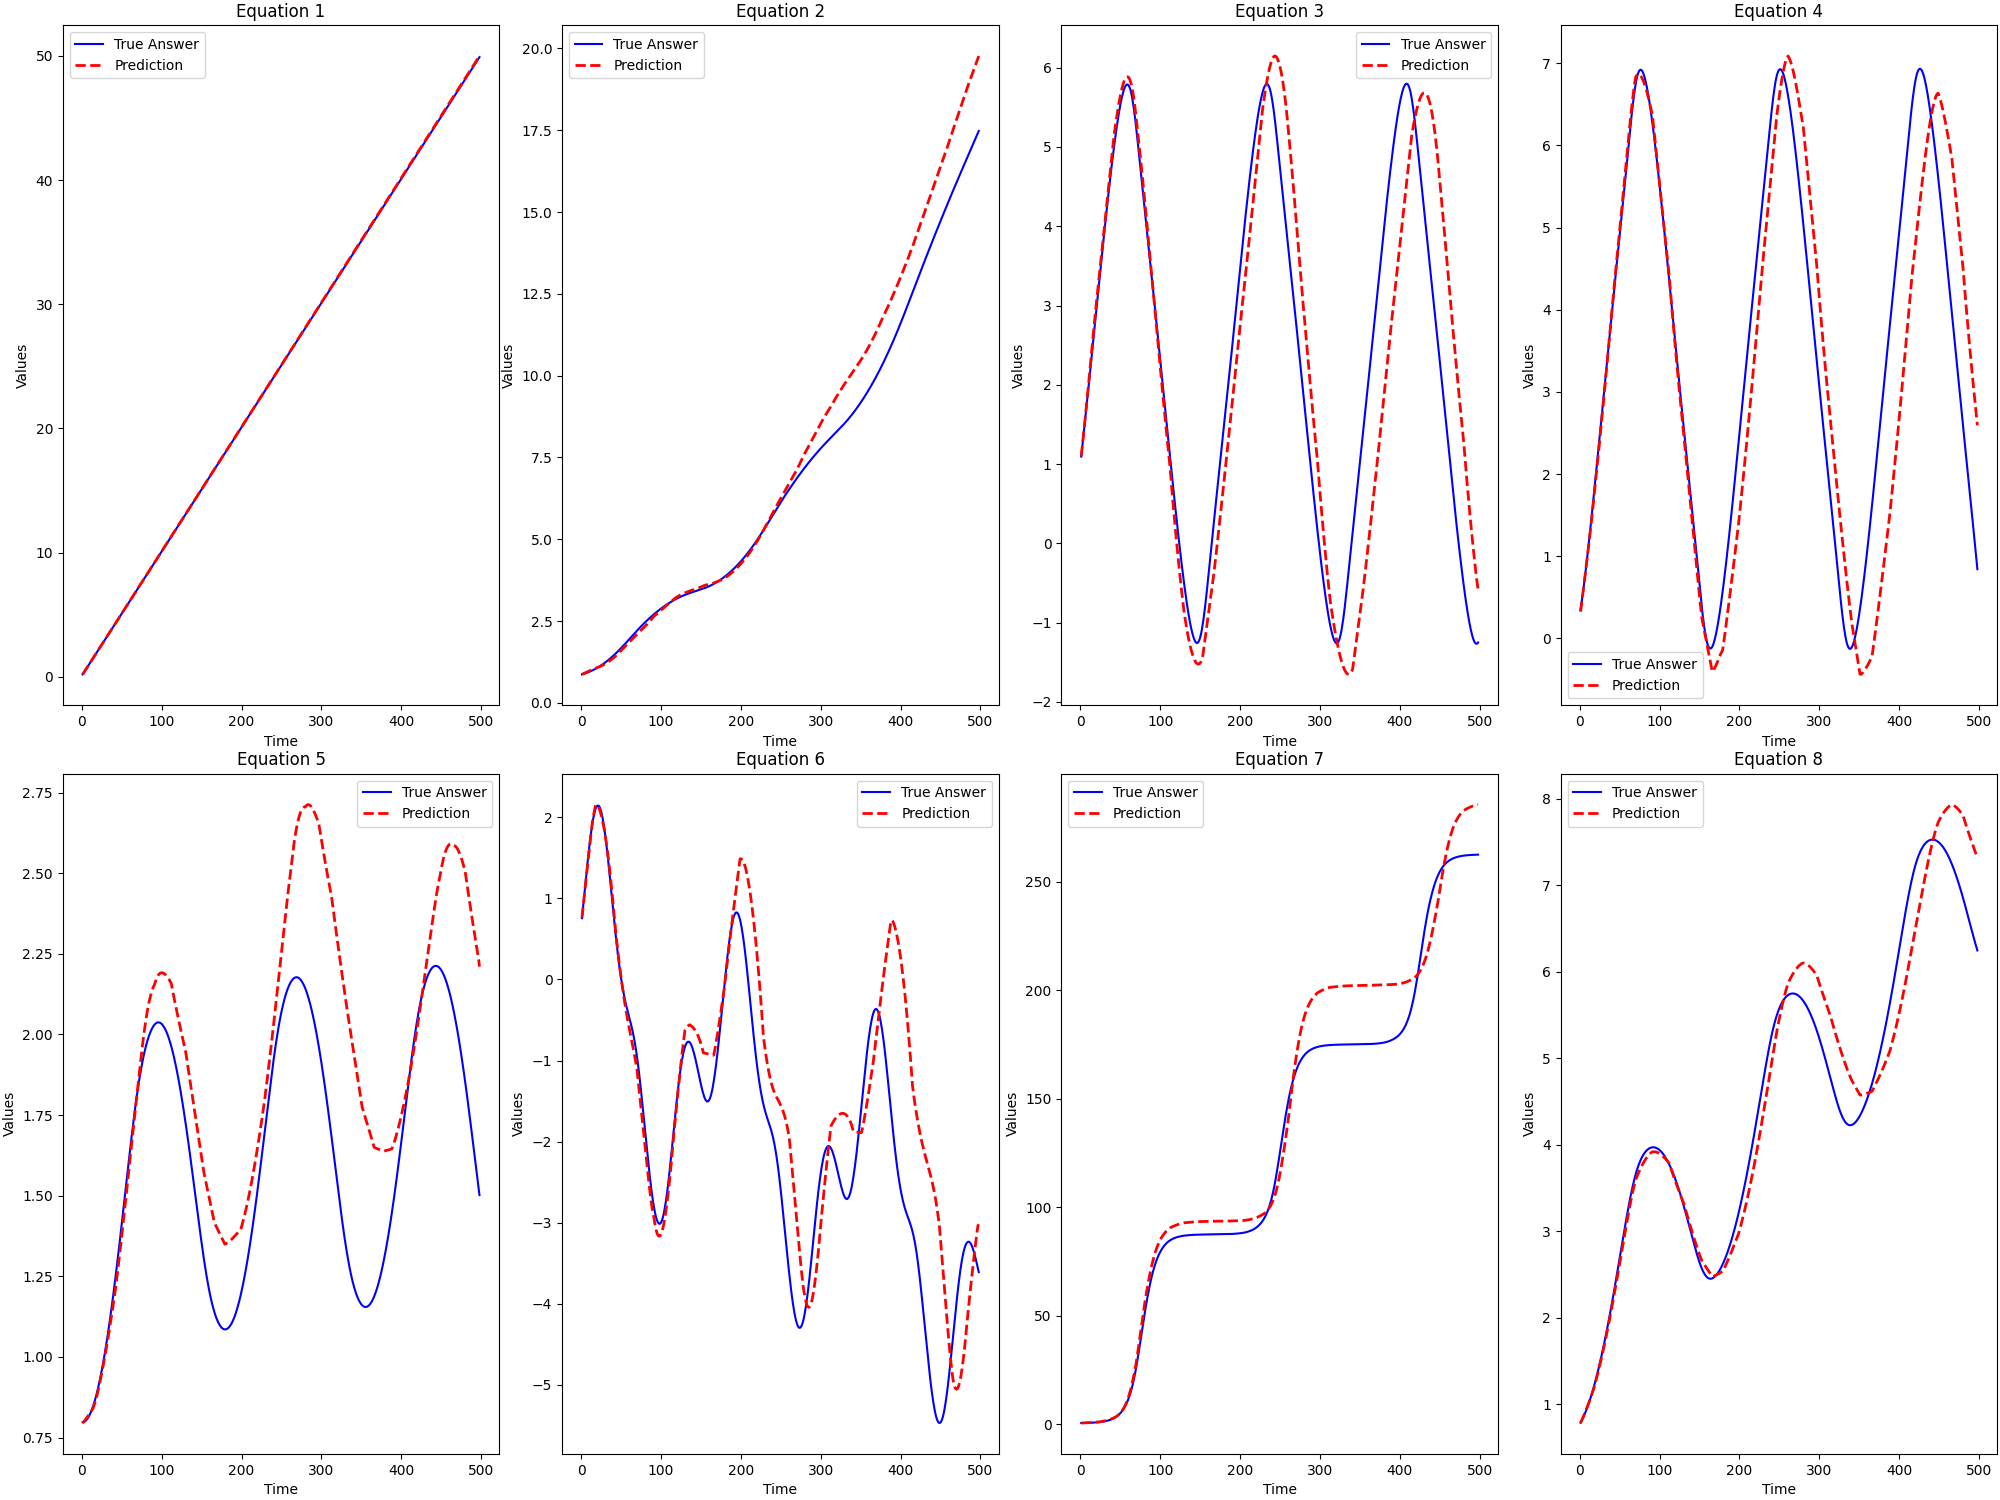 Equation 1
True Answer
Prediction
50
40
30
20
10
0
Values
0 100 200 300 400 500
Time
Equation 2
True Answer
Prediction
20.0
17.5
15.0
12.5
10.0
7.5
5.0
2.5
0.0
Values
0 100 200 300 400 500
Time
Equation 3
True Answer
Prediction
6
5
4
3
2
1
0
−1
−2
Values
0 100 200 300 400 500
Time
Equation 4
7
6
5
4
3
2
1
0
Values
True Answer
Prediction
0 100 200 300 400 500
Time
Equation 5
True Answer
Prediction
2.75
2.50
2.25
2.00
1.75
1.50
1.25
1.00
0.75
Values
0 100 200 300 400 500
Time
Equation 6
True Answer
Prediction
2
1
0
−1
−2
−3
−4
−5
Values
0 100 200 300 400 500
Time
Equation 7
True Answer
Prediction
250
200
150
100
50
0
Values
0 100 200 300 400 500
Time
Equation 8
True Answer
Prediction
8
7
6
5
4
3
2
1
Values
0 100 200 300 400 500
Time